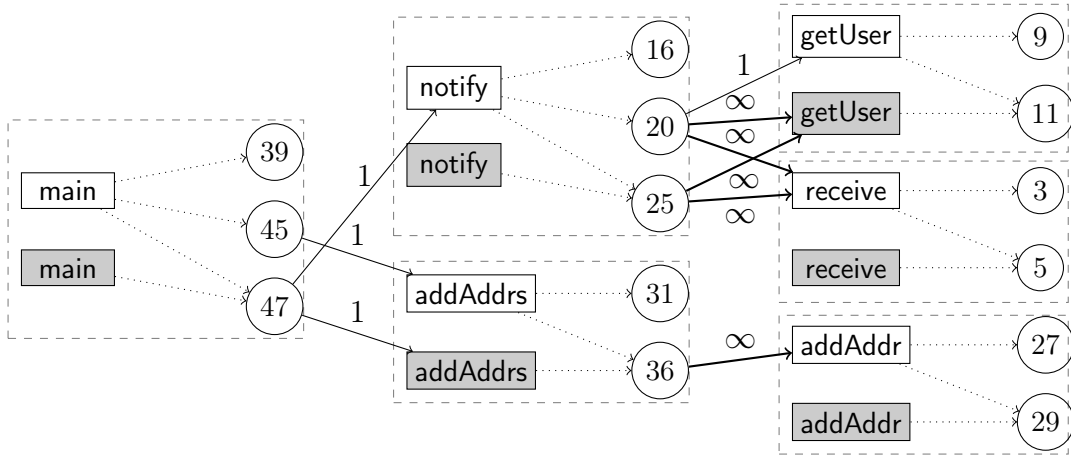 main
main
39
45
47
1
1
1
notify
notify
16
20
25
addAddrs
addAddrs
31
36
1
∞
∞
∞
∞
∞
getUser
getUser
9
11
receive
receive
3
5
addAddr
addAddr
27
29